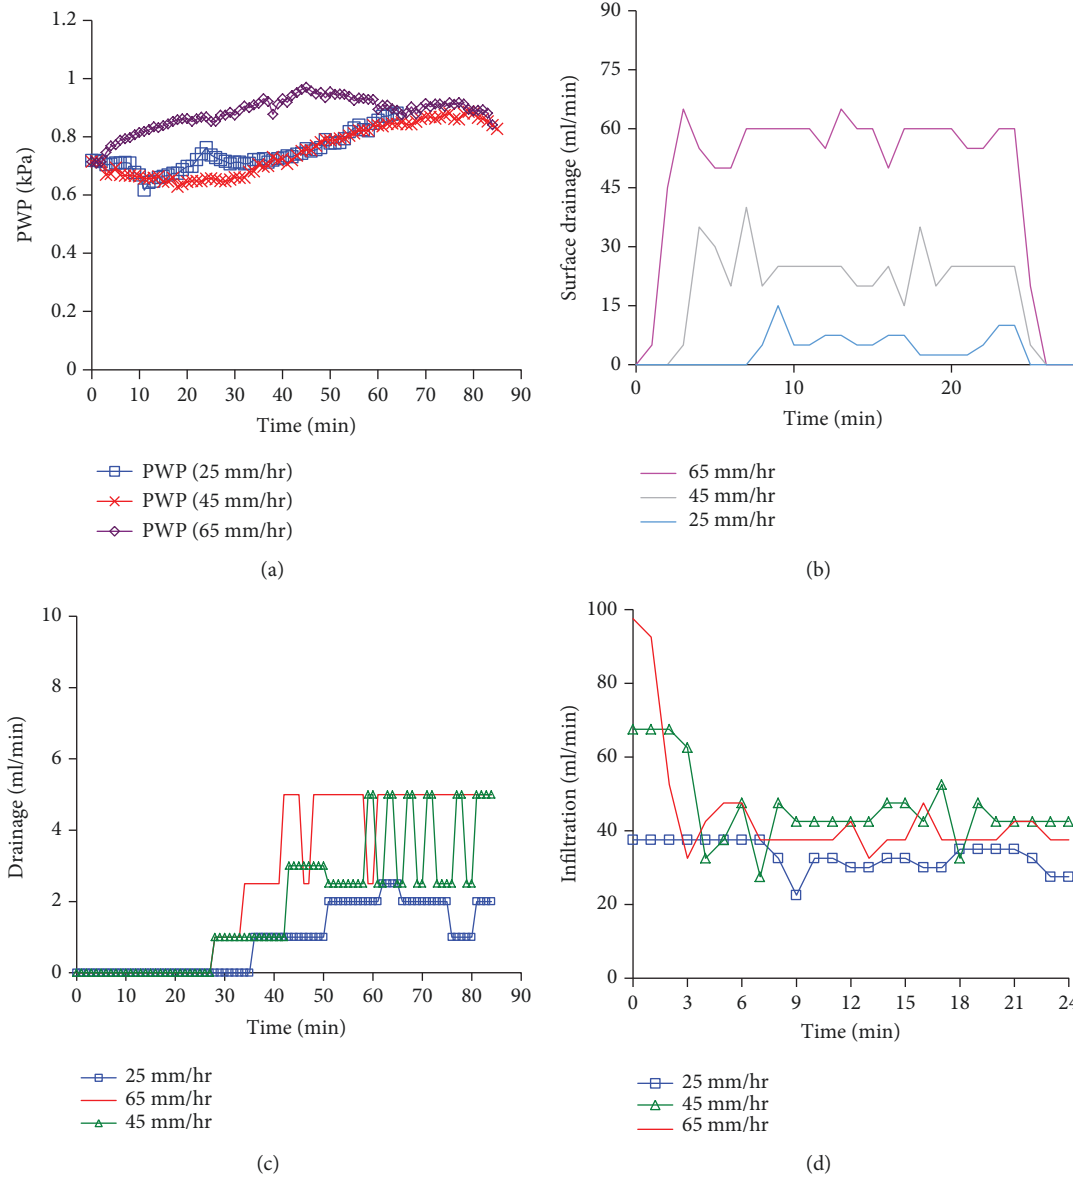 1.2
1
0.8
0.6
0.4
0.2
0
PWP (kPa)
0 10 20 30 40 50 60 70 80 90
Time (min)
PWP (25 mm/hr)
PWP (45 mm/hr)
PWP (65 mm/hr)
(a)
90
75
60
45
30
15
0
Surface drainage (ml/min)
0 10 20
Time (min)
65 mm/hr
45 mm/hr
25 mm/hr
(b)
10
8
6
4
2
0
Drainage (ml/min)
0 10 20 30 40 50 60 70 80 90
Time (min)
25 mm/hr
65 mm/hr
45 mm/hr
(c)
100
80
60
40
20
0
Infiltration (ml/min)
0 3 6 9 12 15 18 21 24
Time (min)
25 mm/hr
45 mm/hr
65 mm/hr
(d)